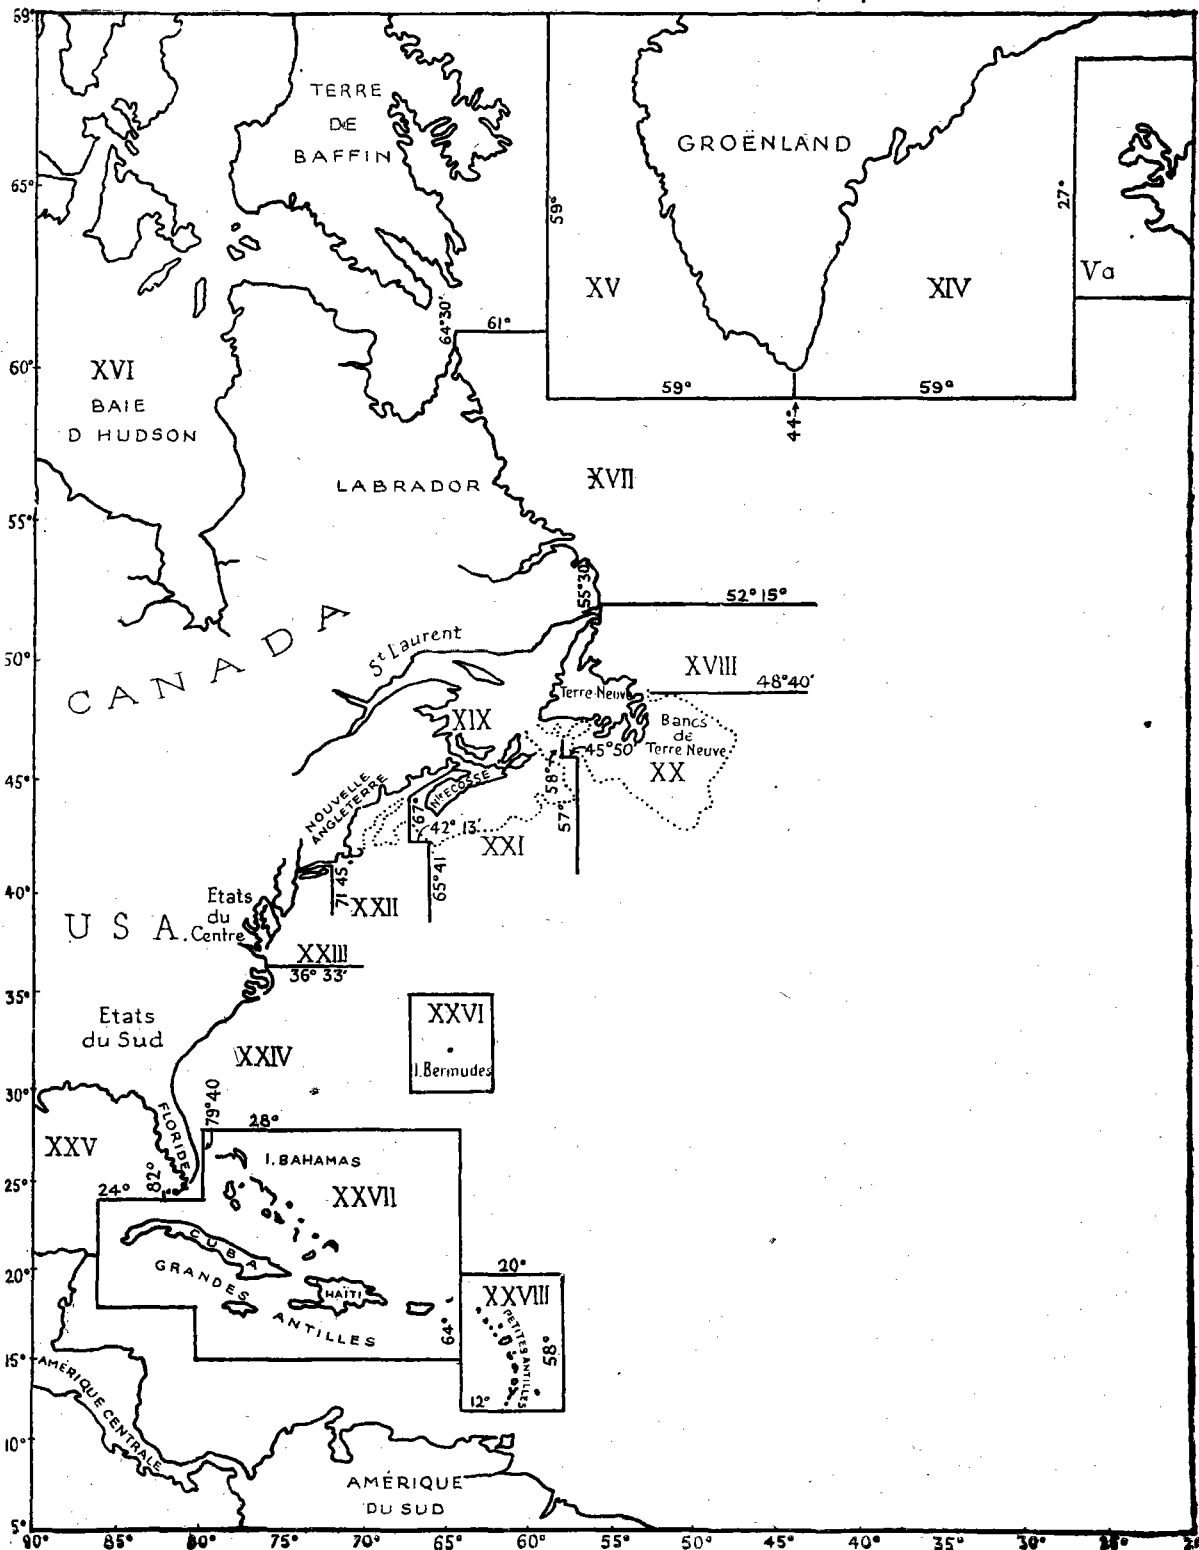 69°
TERRE
DE
BAFFIN
GROËNLAND
65°
59°
27°
Va
XV
XIV
64°30'
61°
60°
XVI
BAIE
D HUDSON
59°
59°
44°
LABRADOR
XVII
55°
55°30'
52°15°
CANADA
St Laurent
50°
XVIII
48°40'
Terre-Neuve
XIX
Bancs
de
Terre Neuve
45°50'
XX
58°
57°
45°
NOUVELLE
ANGLETERRE
Nlle ECOSSE
67°
42° 13'
XXI
65°41
71 45
40°
Etats
du
Centre
U S A.
XXII
XXIII
36° 33'
35°
Etats
du Sud
XXVI
I.Bermudes
XXIV
30°
79°40
28°
FLORIDE
XXV
I.BAHAMAS
82°
25°
24°
XXVII
CUBA
20°
20°
GRANDES
ANTILLES
HAÏTI
XXVIII
PETITES ANTILLES
64°
58°
15°
12°
AMÉRIQUE CENTRALE
10°
AMÉRIQUE
DU SUD
5°
90° 85° 80° 75° 70° 65° 60° 55° 50° 45° 40° 35° 30°